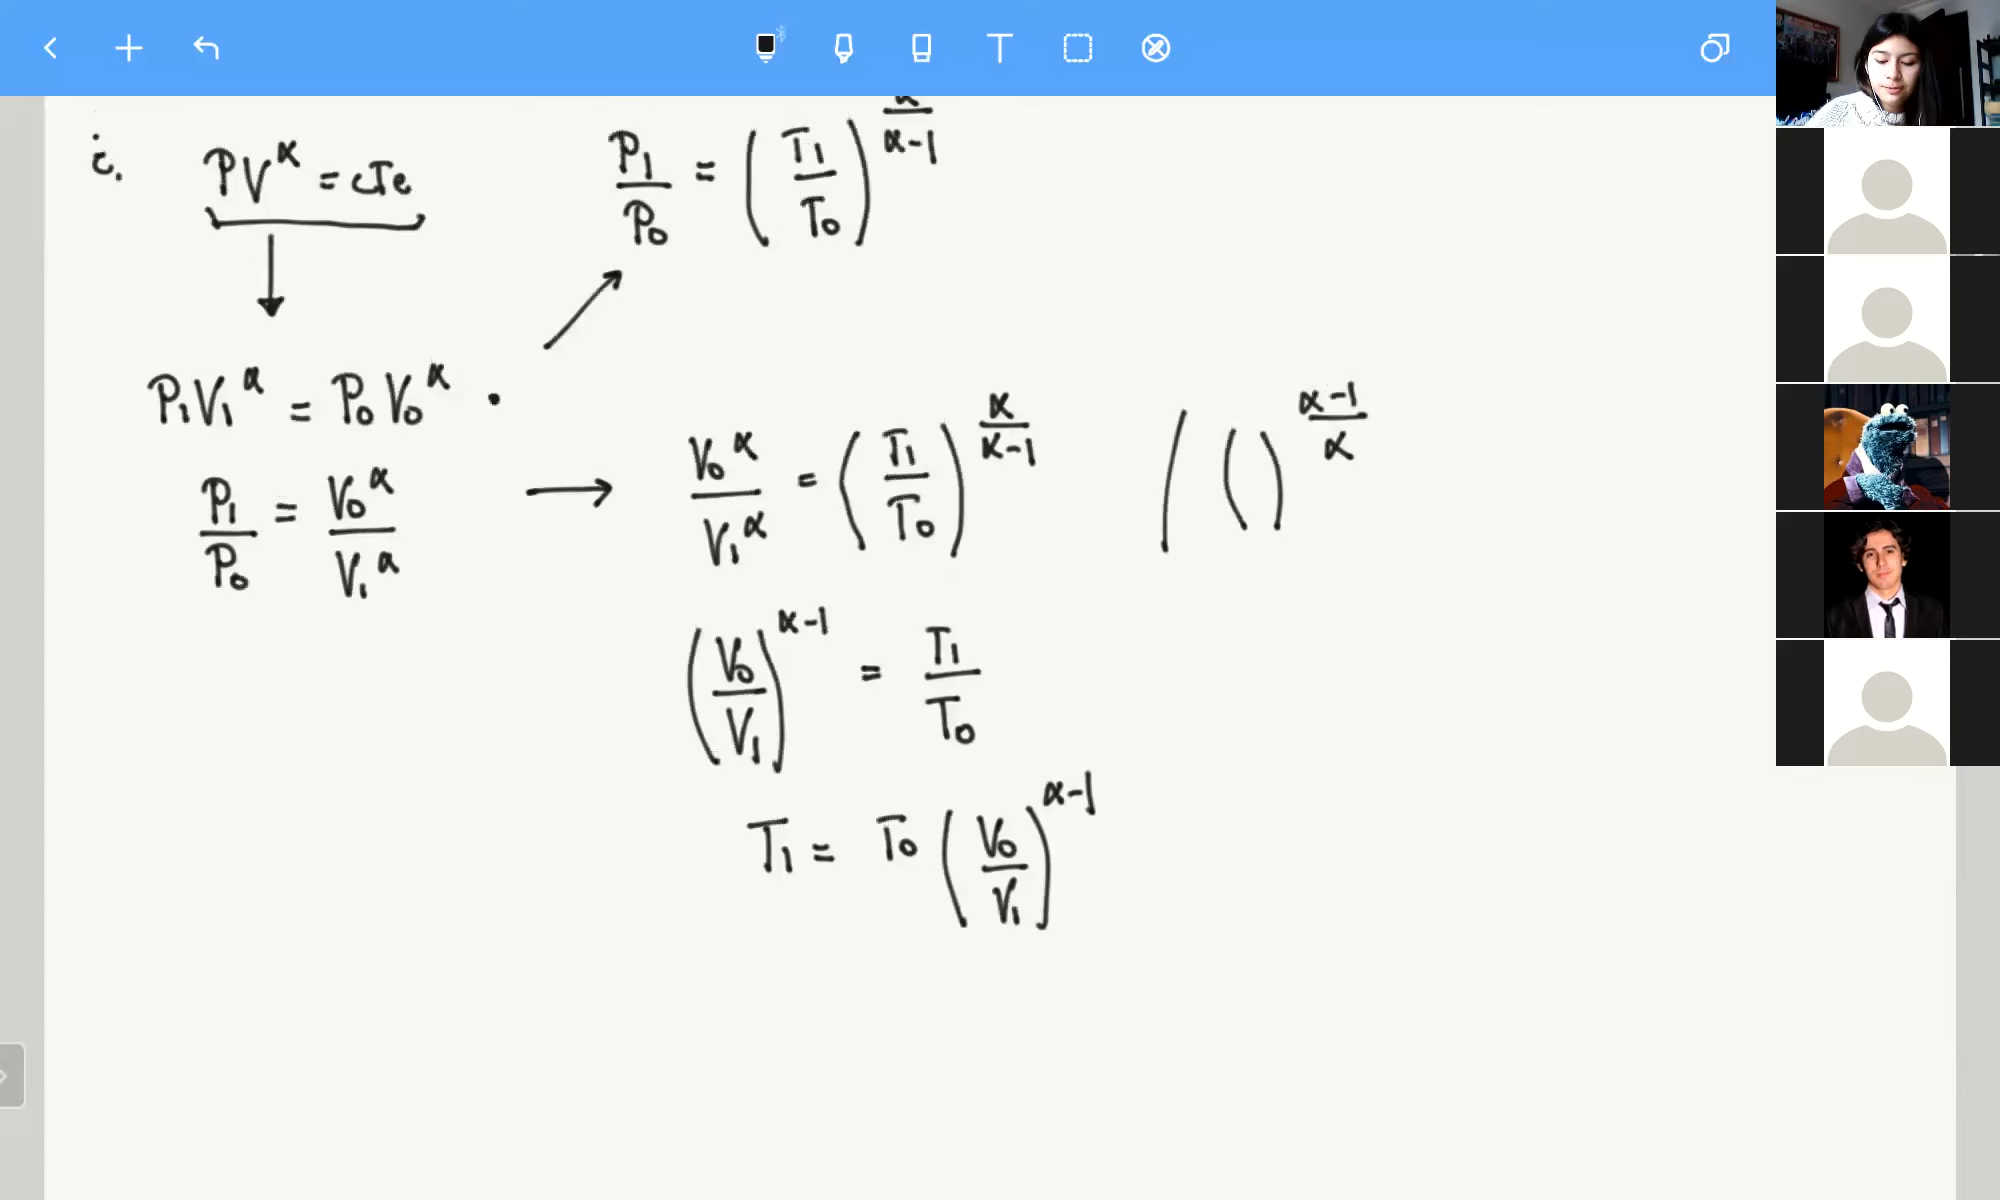 i. PV^α = cte
P1/P0 = (T1/T0)^(α/(α-1))
P1V1^α = P0V0^α .
P1/P0 = V0^α/V1^α → V0^α/V1^α = (T1/T0)^(α/(α-1)) / ( )^((α-1)/α)
(V0/V1)^(α-1) = T1/T0
T1 = T0 (V0/V1)^(α-1)